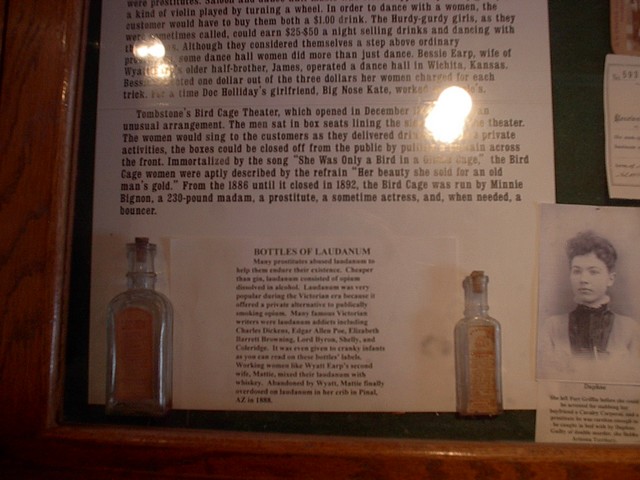 were prostitutes. Saloon and dance
a kind of violin played by turning a wheel. In order to dance with a women, the
customer would have to buy them both a $1.00 drink. The Hurdy-gurdy girls, as they
were sometimes called, could earn $25-$50 a night selling drinks and dancing with
Although they considered themselves a step above ordinary
some dance hall women did more than just dance. Bessie Earp, wife of
Wyatt older half-brother, James, operated a dance hall in Wichita, Kansas.
one dollar out of the three dollars her women charged for each
trick. For a time Doc Holliday's girlfriend, Big Nose Kate, worked
Tombstone's Bird Cage Theater, which opened in December an
unusual arrangement. The men sat in box seats lining the theater.
The women would sing to the customers as they delivered private
activities, the boxes could be closed off from the public by across
the front. Immortalized by the song "She Was Only a Bird in a Cage," the Bird
Cage women were aptly described by the refrain "Her beauty she sold for an old
man's gold." From the 1886 until it closed in 1892, the Bird Cage was run by Minnie
Bignon, a 230-pound madam, a prostitute, a sometime actress, and, when needed, a
bouncer.
BOTTLES OF LAUDANUM
Many prostitutes abused laudanum to
help them endure their existence. Cheaper
than gin, laudanum consisted of opium
dissolved in alcohol. Laudanum was very
popular during the Victorian era because it
offered a private alternative to publically
smoking opium. Many famous Victorian
writers were laudanum addicts including
Charles Dickens, Edgar Allen Poe, Elizabeth
Barrett Browning, Lord Byron, Shelly, and
Coleridge. It was even given to cranky infants
as you can read on these bottles' labels.
Working women like Wyatt Earp's second
wife, Mattie, mixed their laudanum with
whiskey. Abandoned by Wyatt, Mattie finally
overdosed on laudanum in her crib in Pinal,
AZ in 1888.